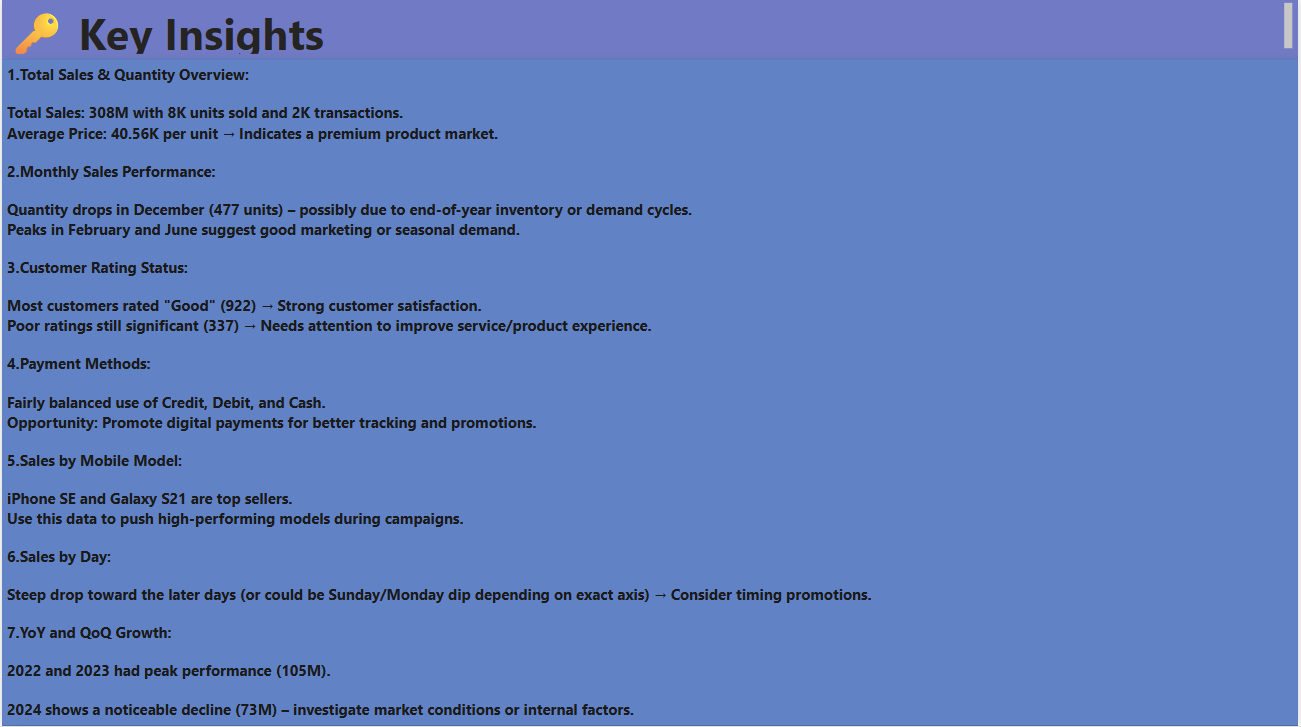 Key Insights
1.Total Sales & Quantity Overview:
Total Sales: 308M with 8K units sold and 2K transactions.
Average Price: 40.56K per unit → Indicates a premium product market.
2.Monthly Sales Performance:
Quantity drops in December (477 units) – possibly due to end-of-year inventory or demand cycles.
Peaks in February and June suggest good marketing or seasonal demand.
3.Customer Rating Status:
Most customers rated "Good" (922) → Strong customer satisfaction.
Poor ratings still significant (337) → Needs attention to improve service/product experience.
4.Payment Methods:
Fairly balanced use of Credit, Debit, and Cash.
Opportunity: Promote digital payments for better tracking and promotions.
5.Sales by Mobile Model:
iPhone SE and Galaxy S21 are top sellers.
Use this data to push high-performing models during campaigns.
6.Sales by Day:
Steep drop toward the later days (or could be Sunday/Monday dip depending on exact axis) → Consider timing promotions.
7.YoY and QoQ Growth:
2022 and 2023 had peak performance (105M).
2024 shows a noticeable decline (73M) – investigate market conditions or internal factors.